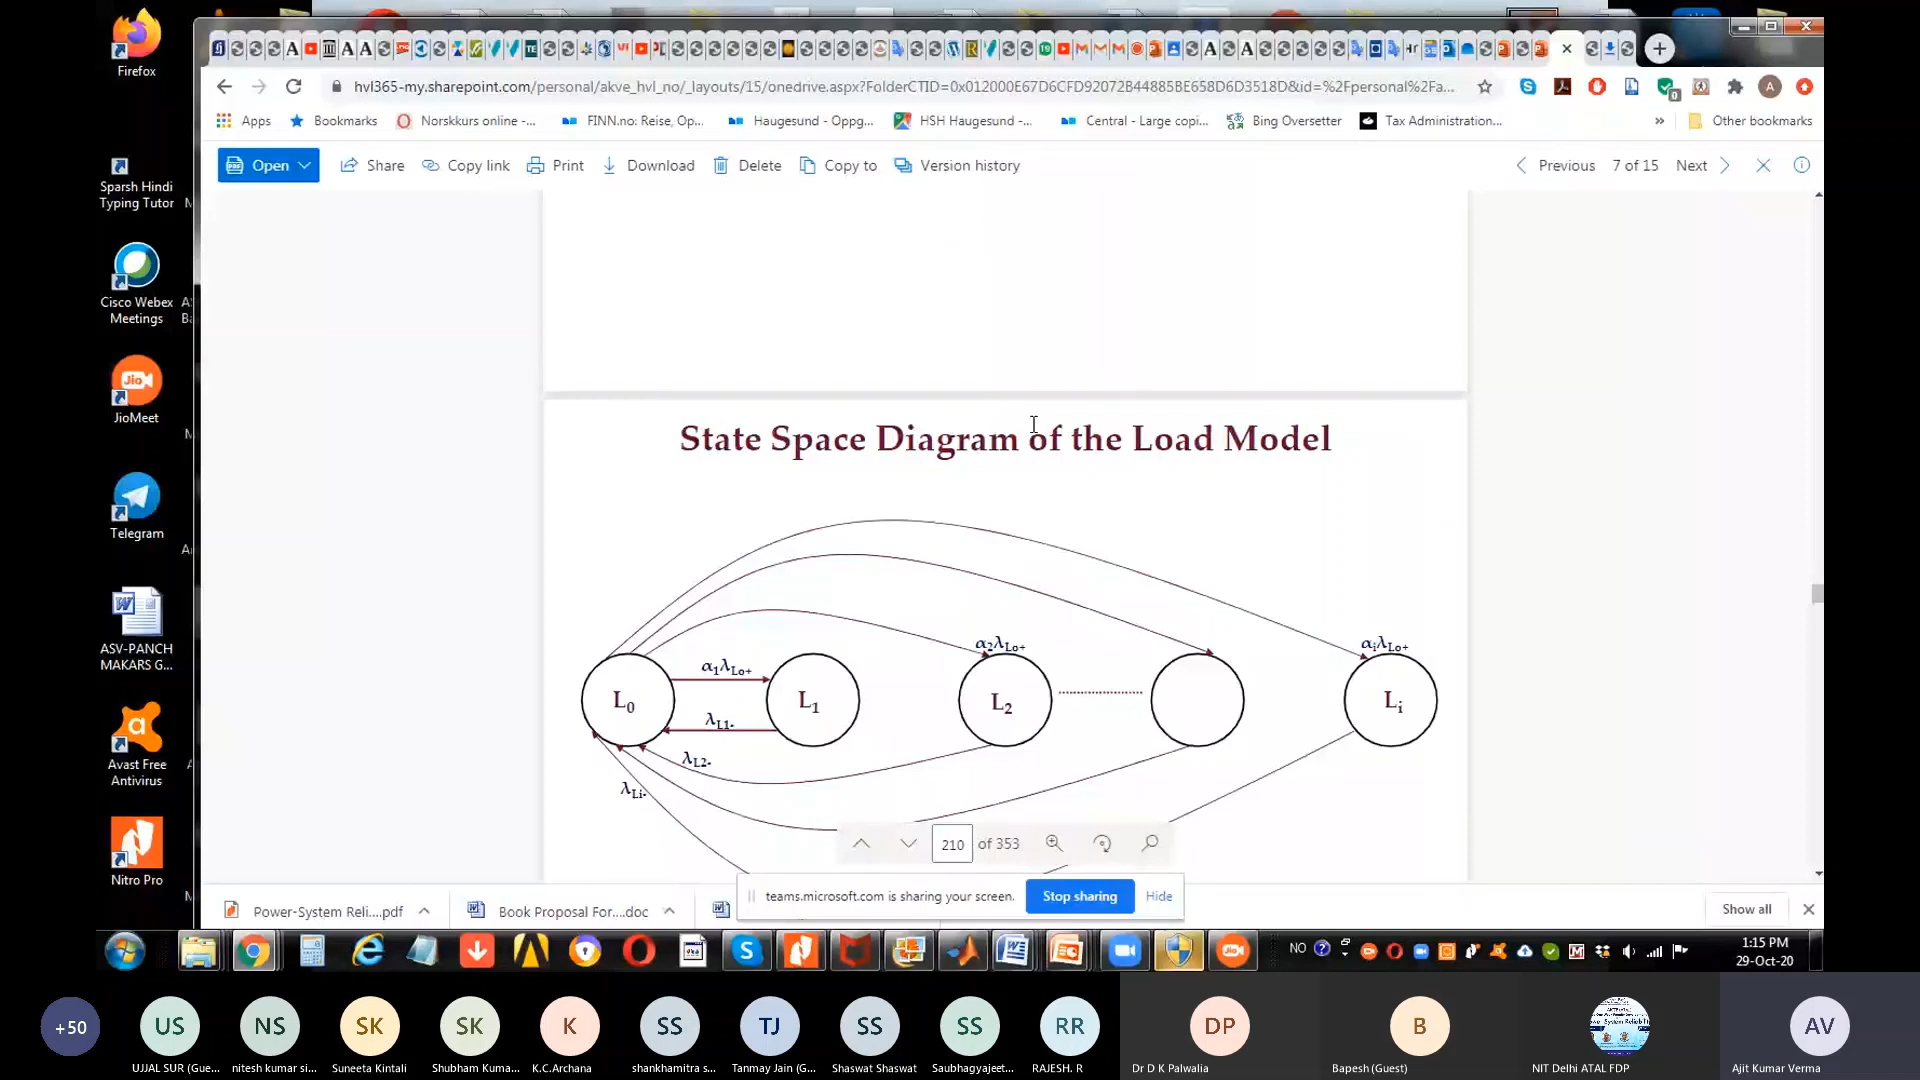 Firefox
hvl365-my.sharepoint.com/personal/akve_hvl_no/_layouts/15/onedrive.aspx?FolderCTID=0x012000E67D6CFD92072B44885BE658D6D3518D&id=%2Fpersonal%2Fa...
Apps Bookmarks Norskkurs online -... FINN.no: Reise, Op... Haugesund - Oppg... HSH Haugesund -... Central - Large copi... Bing Oversetter Tax Administration... » Other bookmarks
Open Share Copy link Print Download Delete Copy to Version history Previous 7 of 15 Next
Sparsh Hindi
Typing Tutor
Cisco Webex
Meetings
JioMeet
Telegram
ASV-PANCH
MAKARS G...
Avast Free
Antivirus
Nitro Pro
State Space Diagram of the Load Model
α2λLo+ αiλLo+
α1λLo+
L0 L1 L2 Li
λL1-
λL2-
λLi-
210 of 353
teams.microsoft.com is sharing your screen. Stop sharing Hide
Power-System Reli....pdf Book Proposal For....doc Show all
NO 1:15 PM
29-Oct-20
+50 US NS SK SK K SS TJ SS SS RR DP B AV
UJJAL SUR (Gue... nitesh kumar si... Suneeta Kintali Shubham Kuma... K.C.Archana shankhamitra s... Tanmay Jain (G... Shaswat Shaswat Saubhagyajeet... RAJESH. R Dr D K Palwalia Bapesh(Guest) NIT Delhi ATAL FDP Ajit Kumar Verma